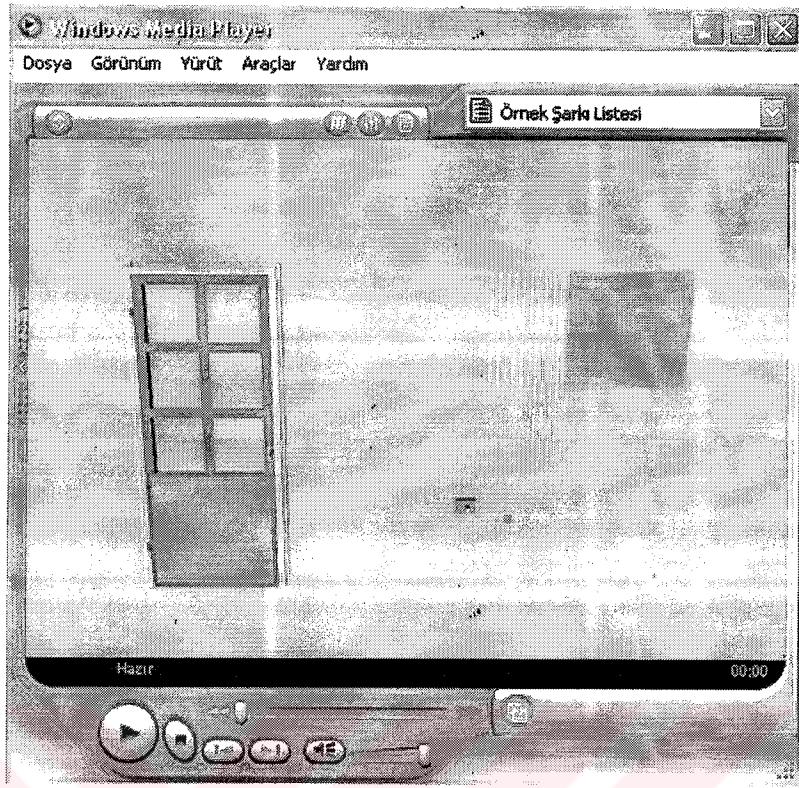 Windows Media Player
Dosya Görünüm Yürüt Araçlar Yardım
Örnek Şarkı Listesi
Hazır 00:00